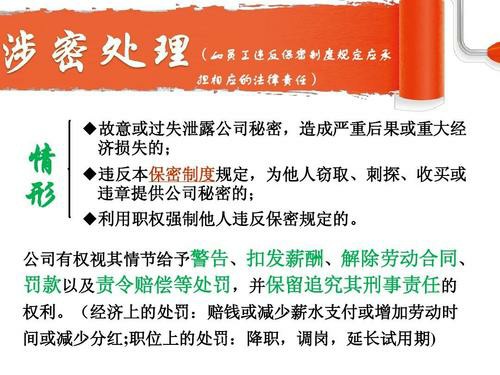 涉密处理（如员工违反保密制度规定应承
担相应的法律责任）
情形
◆故意或过失泄露公司秘密，造成严重后果或重大经
济损失的；
◆违反本保密制度规定，为他人窃取、刺探、收买或
违章提供公司秘密的；
◆利用职权强制他人违反保密规定的。
公司有权视其情节给予警告、扣发薪酬、解除劳动合同、
罚款以及责令赔偿等处罚，并保留追究其刑事责任的
权利。（经济上的处罚：赔钱或减少薪水支付或增加劳动时
间或减少分红;职位上的处罚：降职，调岗，延长试用期)